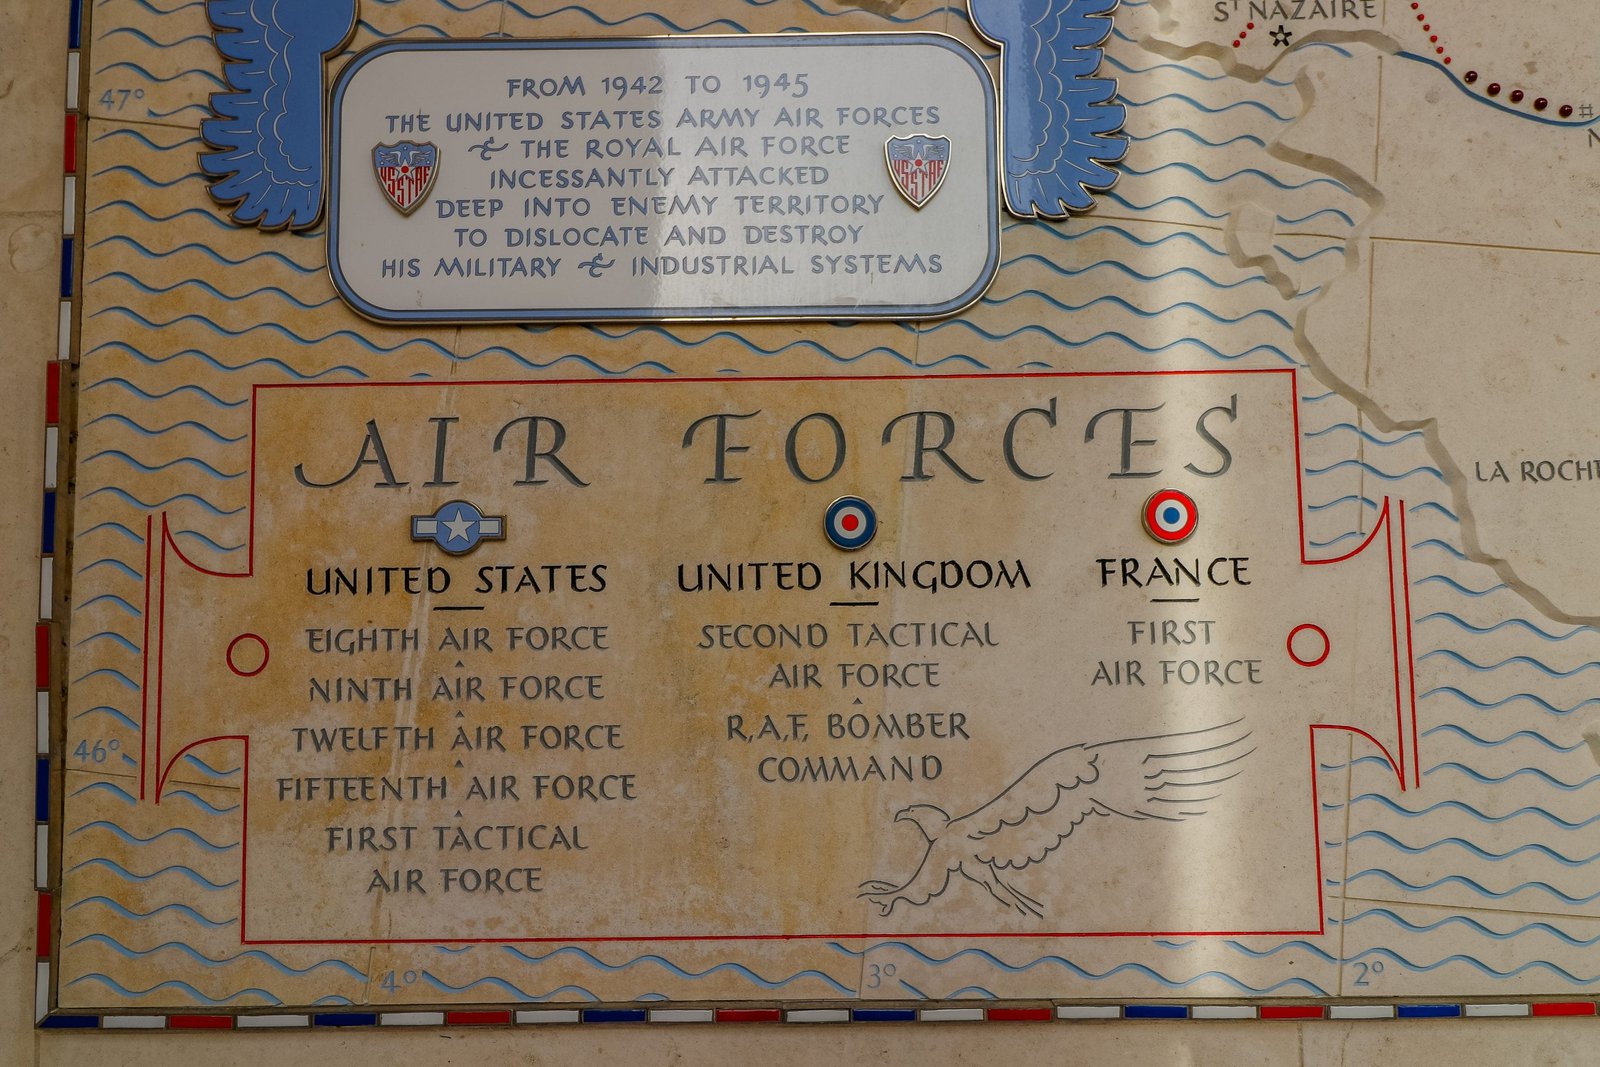 St NAZAIRE
47°
FROM 1942 TO 1945
THE UNITED STATES ARMY AIR FORCES
& THE ROYAL AIR FORCE
INCESSANTLY ATTACKED
DEEP INTO ENEMY TERRITORY
TO DISLOCATE AND DESTROY
HIS MILITARY & INDUSTRIAL SYSTEMS
USSTAF
USSTAF
LA ROCHE
AIR FORCES
UNITED STATES
EIGHTH AIR FORCE
NINTH AIR FORCE
TWELFTH AIR FORCE
FIFTEENTH AIR FORCE
FIRST TACTICAL
AIR FORCE
UNITED KINGDOM
SECOND TACTICAL
AIR FORCE
R.A.F. BOMBER
COMMAND
FRANCE
FIRST
AIR FORCE
46°
4°
3°
2°